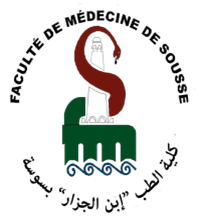 FACULTÉ DE MÉDECINE DE SOUSSE
كلية الطب "إبن الجزار" بسوسة